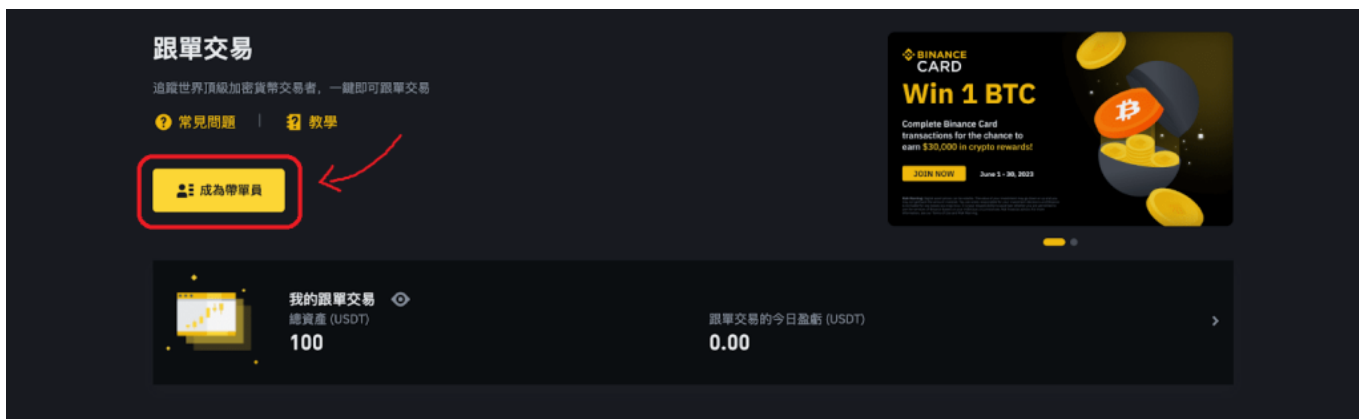 跟單交易
追蹤世界頂級加密貨幣交易者，一鍵即可跟單交易
常見問題
教學
成為帶單員
BINANCE
CARD
Win 1 BTC
Complete Binance Card
transactions for the chance to
earn $30,000 in crypto rewards!
JOIN NOW
June 1 - 30, 2023
我的跟單交易
總資產 (USDT)
100
跟單交易的今日盈虧 (USDT)
0.00